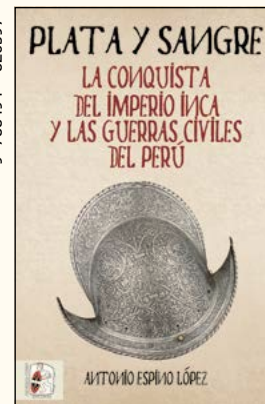 PLATA Y SANGRE
LA CONQUISTA
DEL IMPERIO INCA
Y LAS GUERRAS CIVILES
DEL PERÚ
ANTONIO ESPINO LÓPEZ